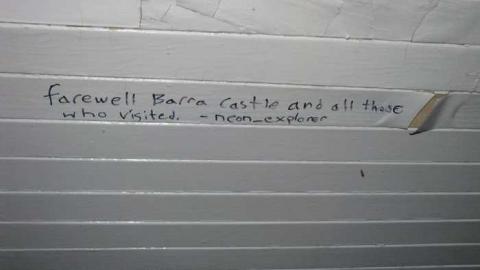 farewell Barra Castle and all those
who visited. -neon_explorer